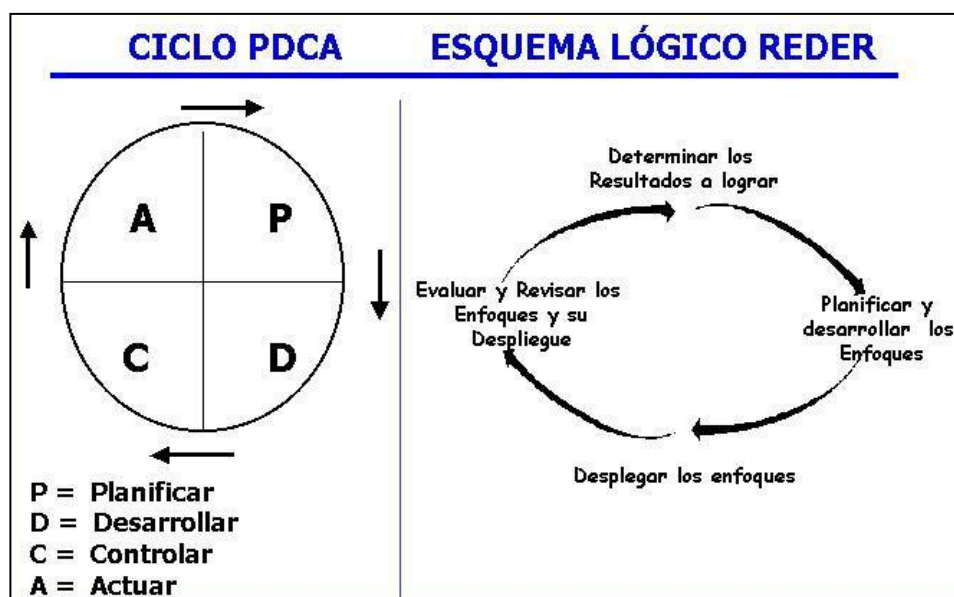 CICLO PDCA
ESQUEMA LÓGICO REDER
A
P
C
D
P = Planificar
D = Desarrollar
C = Controlar
A = Actuar
Determinar los
Resultados a lograr
Planificar y
desarrollar los
Enfoques
Desplegar los enfoques
Evaluar y Revisar los
Enfoques y su
Despliegue